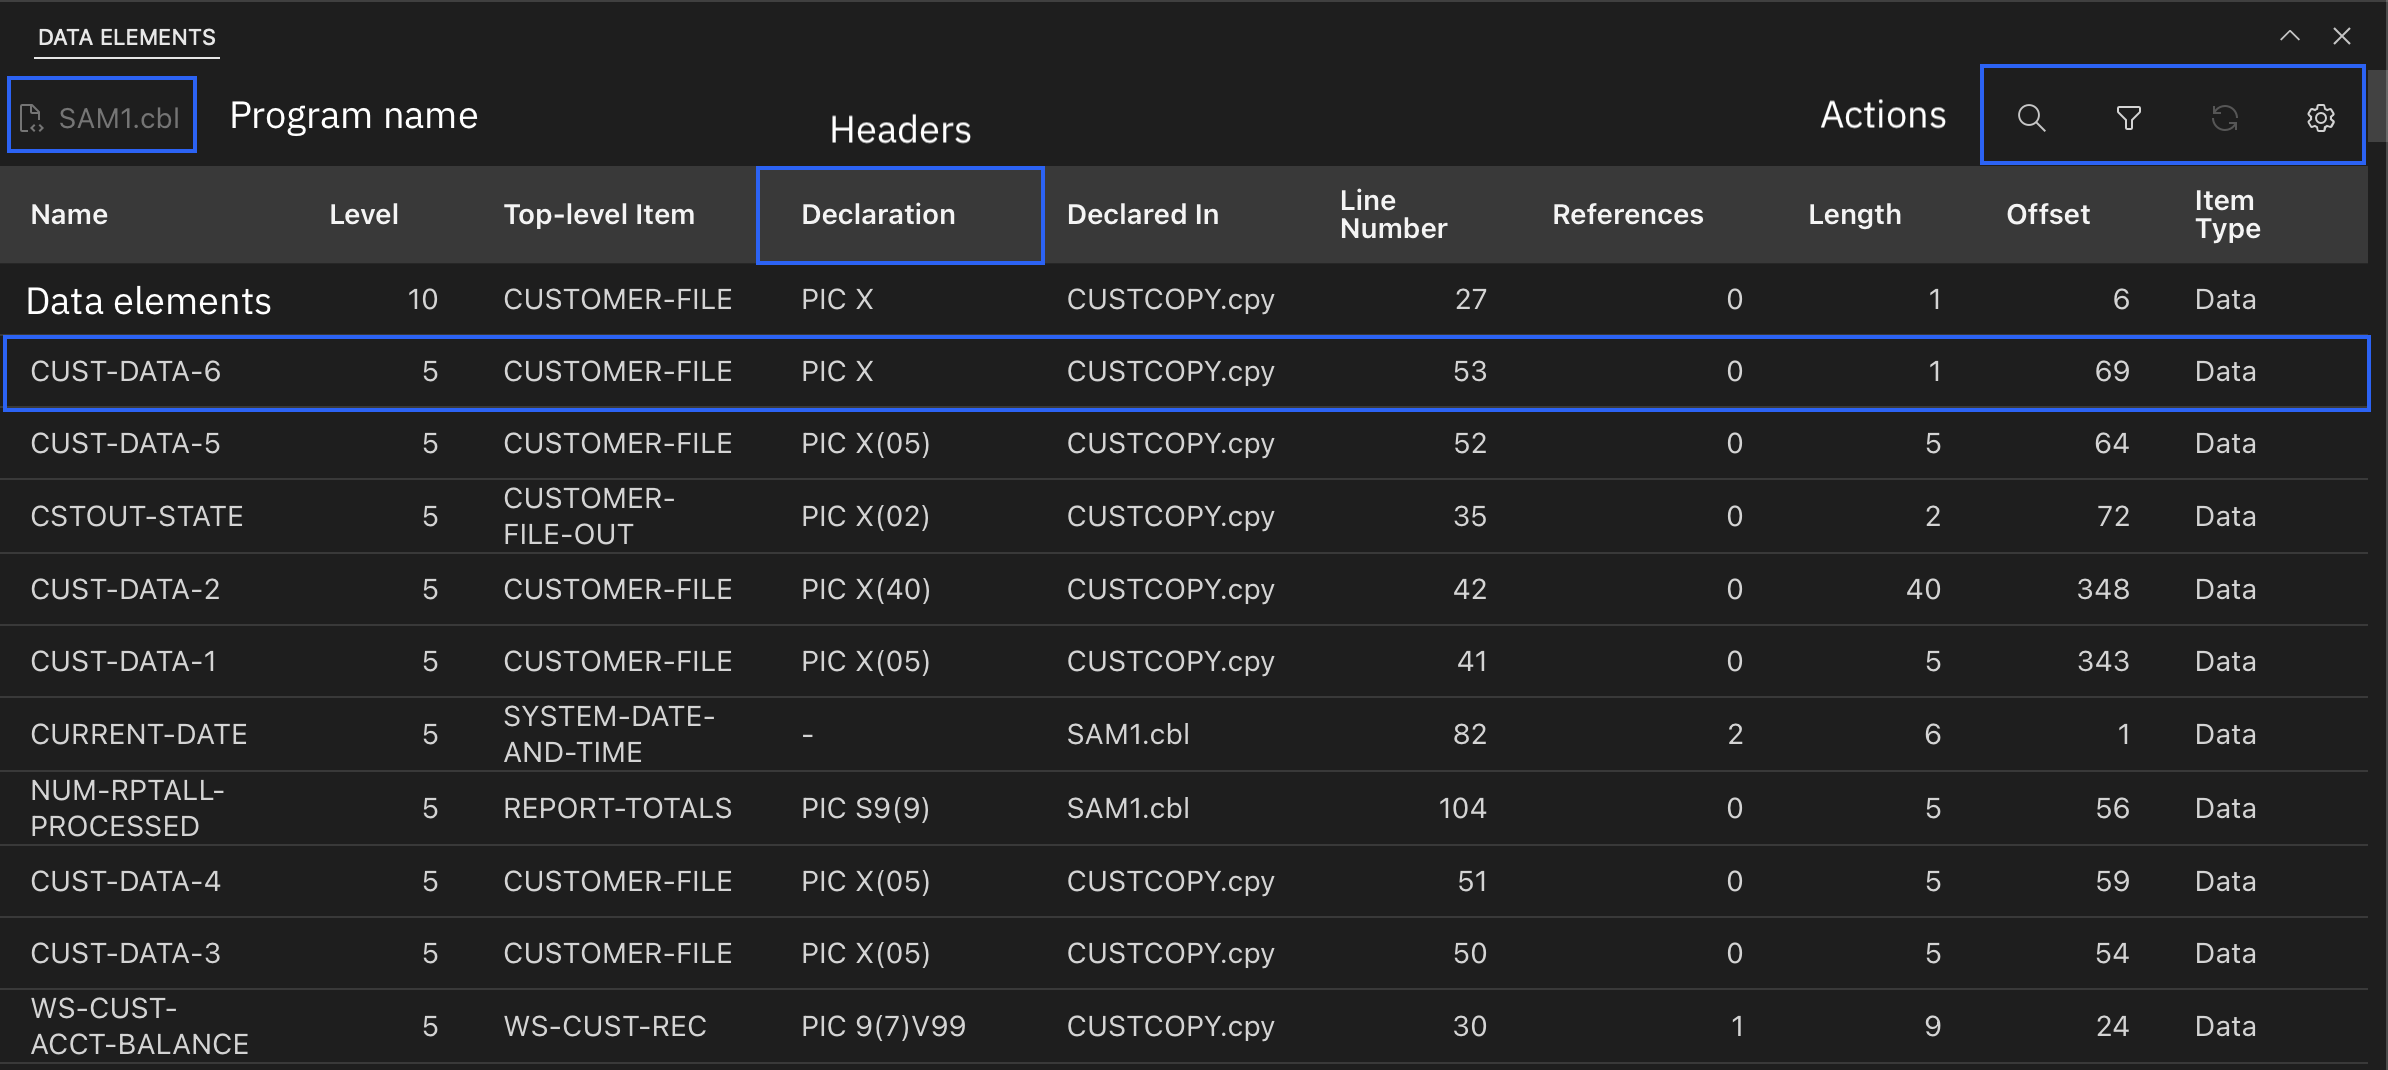 DATA ELEMENTS
SAM1.cbl Program name Headers Actions
Name Level Top-level Item Declaration Declared In Line Number References Length Offset Item Type
Data elements 10 CUSTOMER-FILE PIC X CUSTCOPY.cpy 27 0 1 6 Data
CUST-DATA-6 5 CUSTOMER-FILE PIC X CUSTCOPY.cpy 53 0 1 69 Data
CUST-DATA-5 5 CUSTOMER-FILE PIC X(05) CUSTCOPY.cpy 52 0 5 64 Data
CSTOUT-STATE 5 CUSTOMER-FILE-OUT PIC X(02) CUSTCOPY.cpy 35 0 2 72 Data
CUST-DATA-2 5 CUSTOMER-FILE PIC X(40) CUSTCOPY.cpy 42 0 40 348 Data
CUST-DATA-1 5 CUSTOMER-FILE PIC X(05) CUSTCOPY.cpy 41 0 5 343 Data
CURRENT-DATE 5 SYSTEM-DATE-AND-TIME - SAM1.cbl 82 2 6 1 Data
NUM-RPTALL-PROCESSED 5 REPORT-TOTALS PIC S9(9) SAM1.cbl 104 0 5 56 Data
CUST-DATA-4 5 CUSTOMER-FILE PIC X(05) CUSTCOPY.cpy 51 0 5 59 Data
CUST-DATA-3 5 CUSTOMER-FILE PIC X(05) CUSTCOPY.cpy 50 0 5 54 Data
WS-CUST-ACCT-BALANCE 5 WS-CUST-REC PIC 9(7)V99 CUSTCOPY.cpy 30 1 9 24 Data